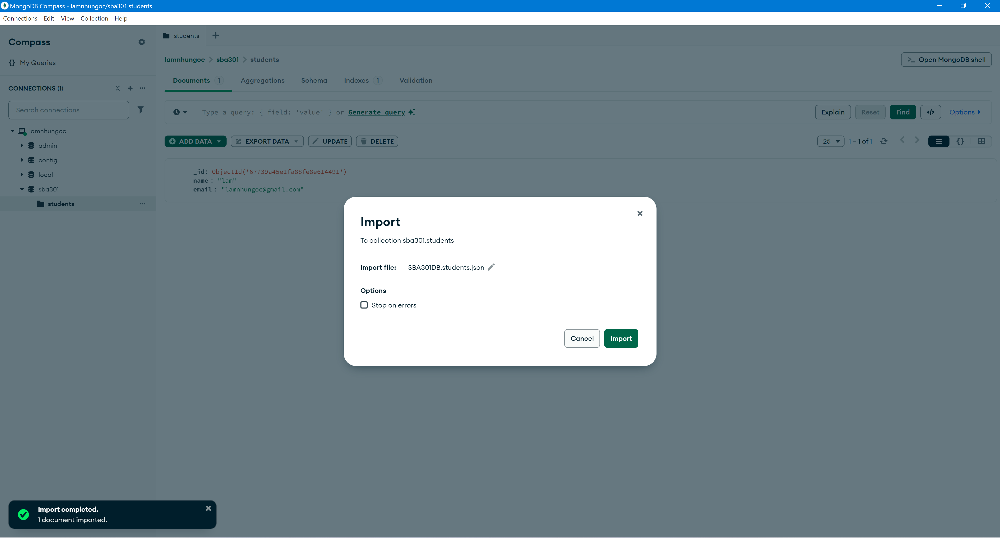 MongoDB Compass - lamnhungoc/sba301.students
Connections Edit View Collection Help
Compass
{} My Queries
CONNECTIONS (1)
Search connections
lamnhungoc
admin
config
local
sba301
students
students
lamnhungoc > sba301 > students
>_ Open MongoDB shell
Documents 1 Aggregations Schema Indexes 1 Validation
Type a query: { field: 'value' } or Generate query
Explain Reset Find </> Options
ADD DATA EXPORT DATA UPDATE DELETE
25 1 – 1 of 1 {}
_id: ObjectId('67739a45e1fa88fe8e614491')
name : "lam"
email : "lamnhungoc@gmail.com"
Import
To collection sba301.students
Import file: SBA301DB.students.json
Options
Stop on errors
Cancel Import
Import completed.
1 document imported.